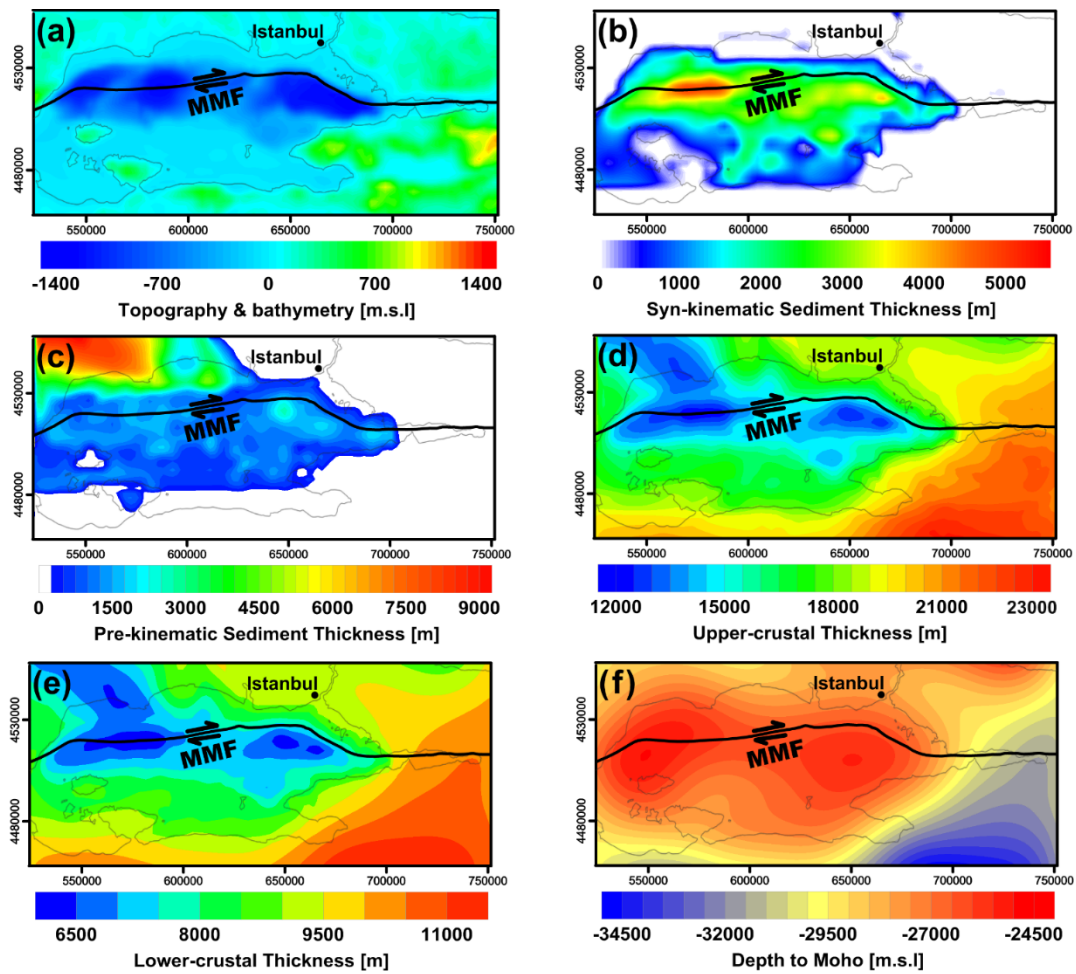 (a)
Istanbul
MMF
4530000
4480000
550000 600000 650000 700000 750000
-1400 -700 0 700 1400
Topography & bathymetry [m.s.l]
(b)
Istanbul
MMF
4530000
4480000
550000 600000 650000 700000 750000
0 1000 2000 3000 4000 5000
Syn-kinematic Sediment Thickness [m]
(c)
Istanbul
MMF
4530000
4480000
550000 600000 650000 700000 750000
0 1500 3000 4500 6000 7500 9000
Pre-kinematic Sediment Thickness [m]
(d)
Istanbul
MMF
4530000
4480000
550000 600000 650000 700000 750000
12000 15000 18000 21000 23000
Upper-crustal Thickness [m]
(e)
Istanbul
MMF
4530000
4480000
550000 600000 650000 700000 750000
6500 8000 9500 11000
Lower-crustal Thickness [m]
(f)
Istanbul
MMF
4530000
4480000
550000 600000 650000 700000 750000
-34500 -32000 -29500 -27000 -24500
Depth to Moho [m.s.l]